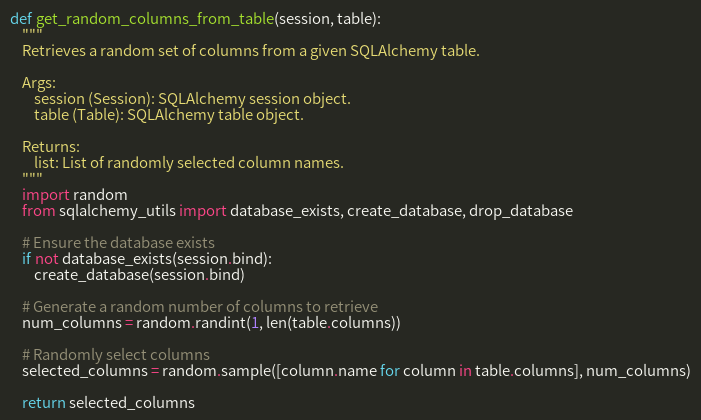 def get_random_columns_from_table(session, table):
    """
    Retrieves a random set of columns from a given SQLAlchemy table.

    Args:
        session (Session): SQLAlchemy session object.
        table (Table): SQLAlchemy table object.

    Returns:
        list: List of randomly selected column names.
    """
    import random
    from sqlalchemy_utils import database_exists, create_database, drop_database

    # Ensure the database exists
    if not database_exists(session.bind):
        create_database(session.bind)

    # Generate a random number of columns to retrieve
    num_columns = random.randint(1, len(table.columns))

    # Randomly select columns
    selected_columns = random.sample([column.name for column in table.columns], num_columns)

    return selected_columns